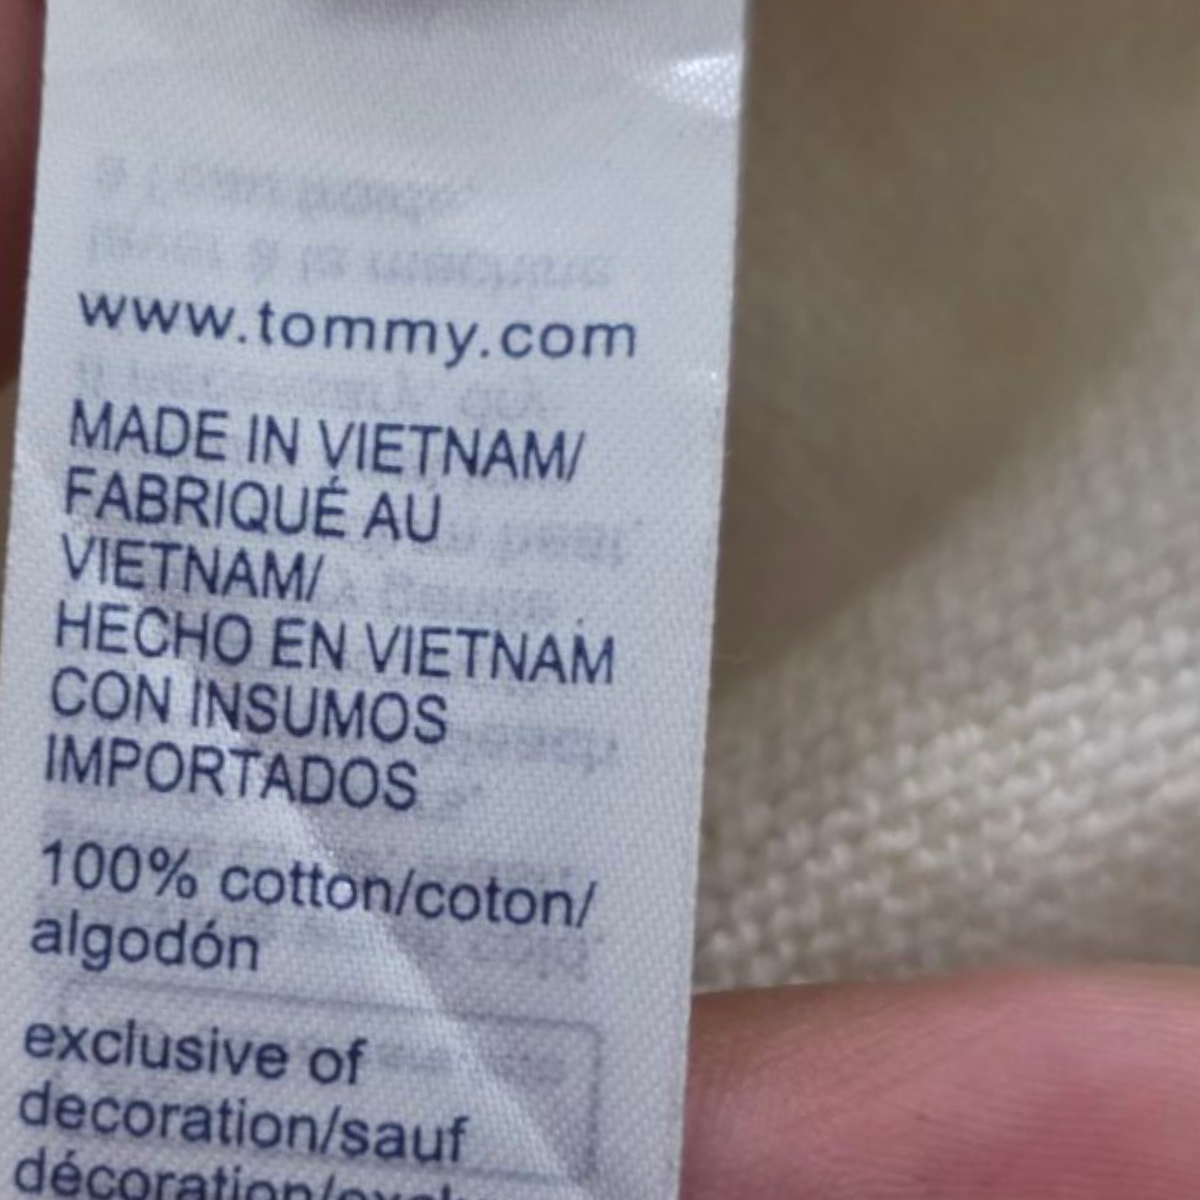 www.tommy.com
MADE IN VIETNAM/
FABRIQUÉ AU
VIETNAM/
HECHO EN VIETNAM
CON INSUMOS
IMPORTADOS
100% cotton/coton/
algodón
exclusive of
decoration/sauf